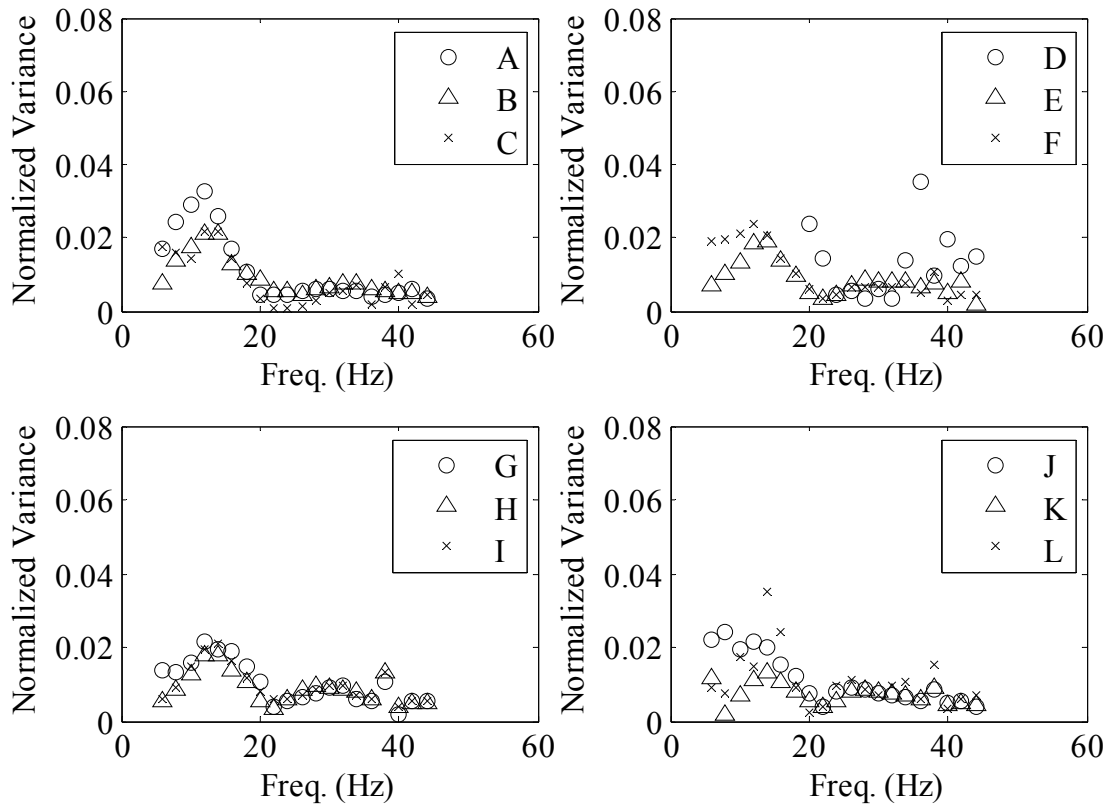 0.08
0.06
0.04
0.02
0
0 20 40 60
Normalized Variance
Freq. (Hz)
A
B
C
0.08
0.06
0.04
0.02
0
0 20 40 60
Normalized Variance
Freq. (Hz)
D
E
F
0.08
0.06
0.04
0.02
0
0 20 40 60
Normalized Variance
Freq. (Hz)
G
H
I
0.08
0.06
0.04
0.02
0
0 20 40 60
Normalized Variance
Freq. (Hz)
J
K
L